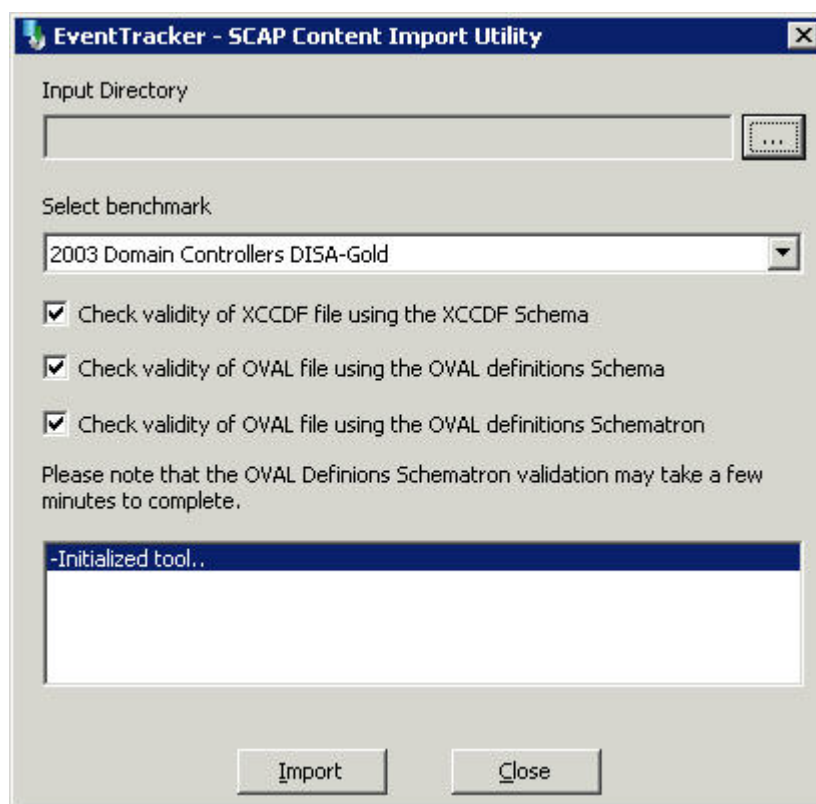 EventTracker - SCAP Content Import Utility
Input Directory
...
Select benchmark
2003 Domain Controllers DISA-Gold
Check validity of XCCDF file using the XCCDF Schema
Check validity of OVAL file using the OVAL definitions Schema
Check validity of OVAL file using the OVAL definitions Schematron
Please note that the OVAL Definions Schematron validation may take a few
minutes to complete.
-Initialized tool..
Import Close